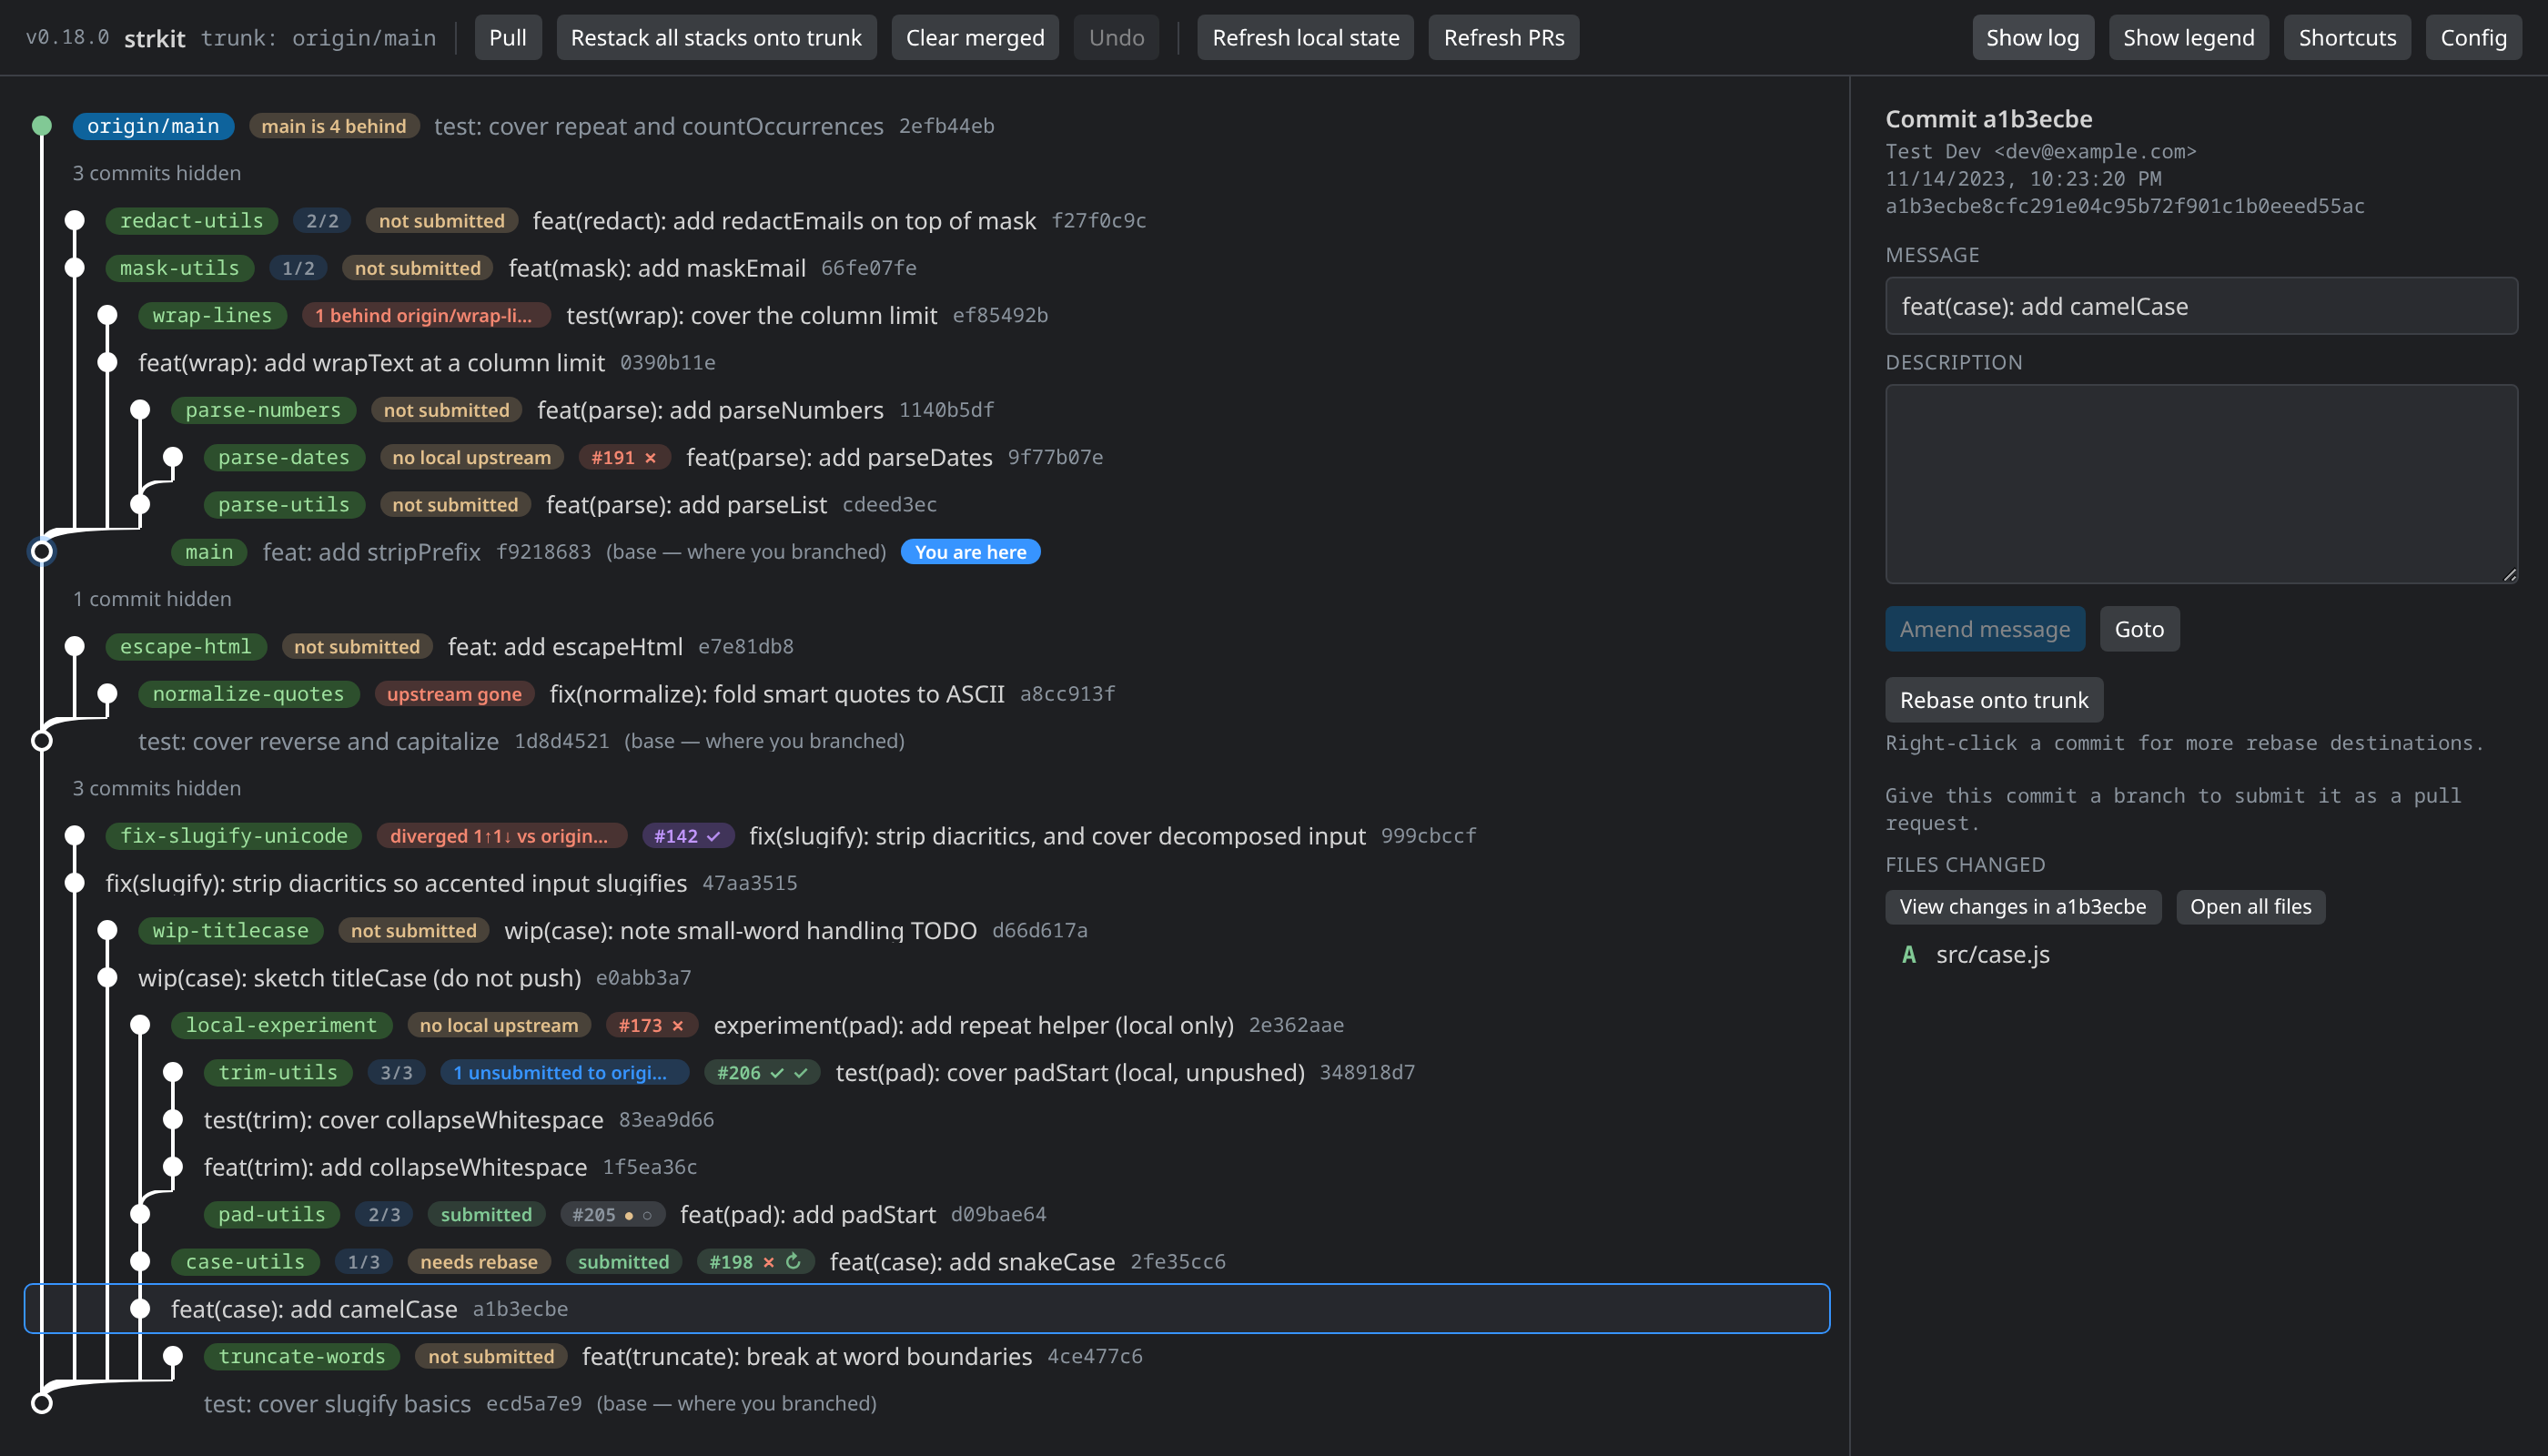 v0.18.0 strkit trunk: origin/main Pull Restack all stacks onto trunk Clear merged Undo Refresh local state Refresh PRs Show log Show legend Shortcuts Config
origin/main main is 4 behind test: cover repeat and countOccurrences 2efb44eb
3 commits hidden
redact-utils 2/2 not submitted feat(redact): add redactEmails on top of mask f27f0c9c
mask-utils 1/2 not submitted feat(mask): add maskEmail 66fe07fe
wrap-lines 1 behind origin/wrap-li… test(wrap): cover the column limit ef85492b
feat(wrap): add wrapText at a column limit 0390b11e
parse-numbers not submitted feat(parse): add parseNumbers 1140b5df
parse-dates no local upstream #191 × feat(parse): add parseDates 9f77b07e
parse-utils not submitted feat(parse): add parseList cdeed3ec
main feat: add stripPrefix f9218683 (base — where you branched) You are here
1 commit hidden
escape-html not submitted feat: add escapeHtml e7e81db8
normalize-quotes upstream gone fix(normalize): fold smart quotes to ASCII a8cc913f
test: cover reverse and capitalize 1d8d4521 (base — where you branched)
3 commits hidden
fix-slugify-unicode diverged 1↑1↓ vs origin… #142 ✓ fix(slugify): strip diacritics, and cover decomposed input 999cbccf
fix(slugify): strip diacritics so accented input slugifies 47aa3515
wip-titlecase not submitted wip(case): note small-word handling TODO d66d617a
wip(case): sketch titleCase (do not push) e0abb3a7
local-experiment no local upstream #173 × experiment(pad): add repeat helper (local only) 2e362aae
trim-utils 3/3 1 unsubmitted to origi… #206 ✓ ✓ test(pad): cover padStart (local, unpushed) 348918d7
test(trim): cover collapseWhitespace 83ea9d66
feat(trim): add collapseWhitespace 1f5ea36c
pad-utils 2/3 submitted #205 ● ○ feat(pad): add padStart d09bae64
case-utils 1/3 needs rebase submitted #198 × ↻ feat(case): add snakeCase 2fe35cc6
feat(case): add camelCase a1b3ecbe
truncate-words not submitted feat(truncate): break at word boundaries 4ce477c6
test: cover slugify basics ecd5a7e9 (base — where you branched)
Commit a1b3ecbe
Test Dev <dev@example.com>
11/14/2023, 10:23:20 PM
a1b3ecbe8cfc291e04c95b72f901c1b0eeed55ac
MESSAGE
feat(case): add camelCase
DESCRIPTION
Amend message Goto
Rebase onto trunk
Right-click a commit for more rebase destinations.
Give this commit a branch to submit it as a pull
request.
FILES CHANGED
View changes in a1b3ecbe Open all files
A src/case.js